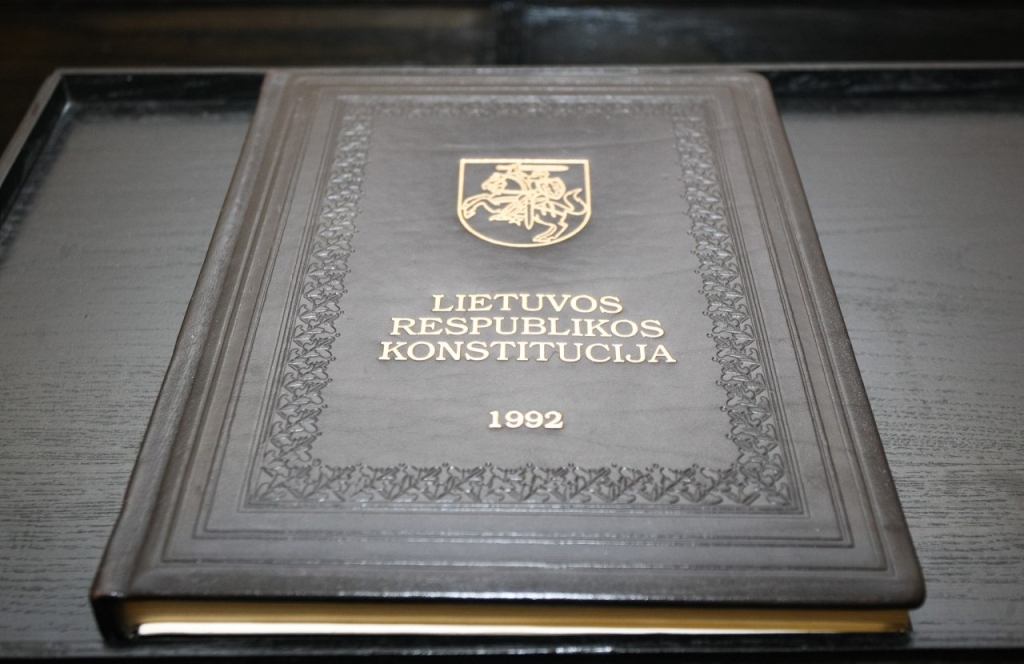 LIETUVOS
RESPUBLIKOS
KONSTITUCIJA
1992